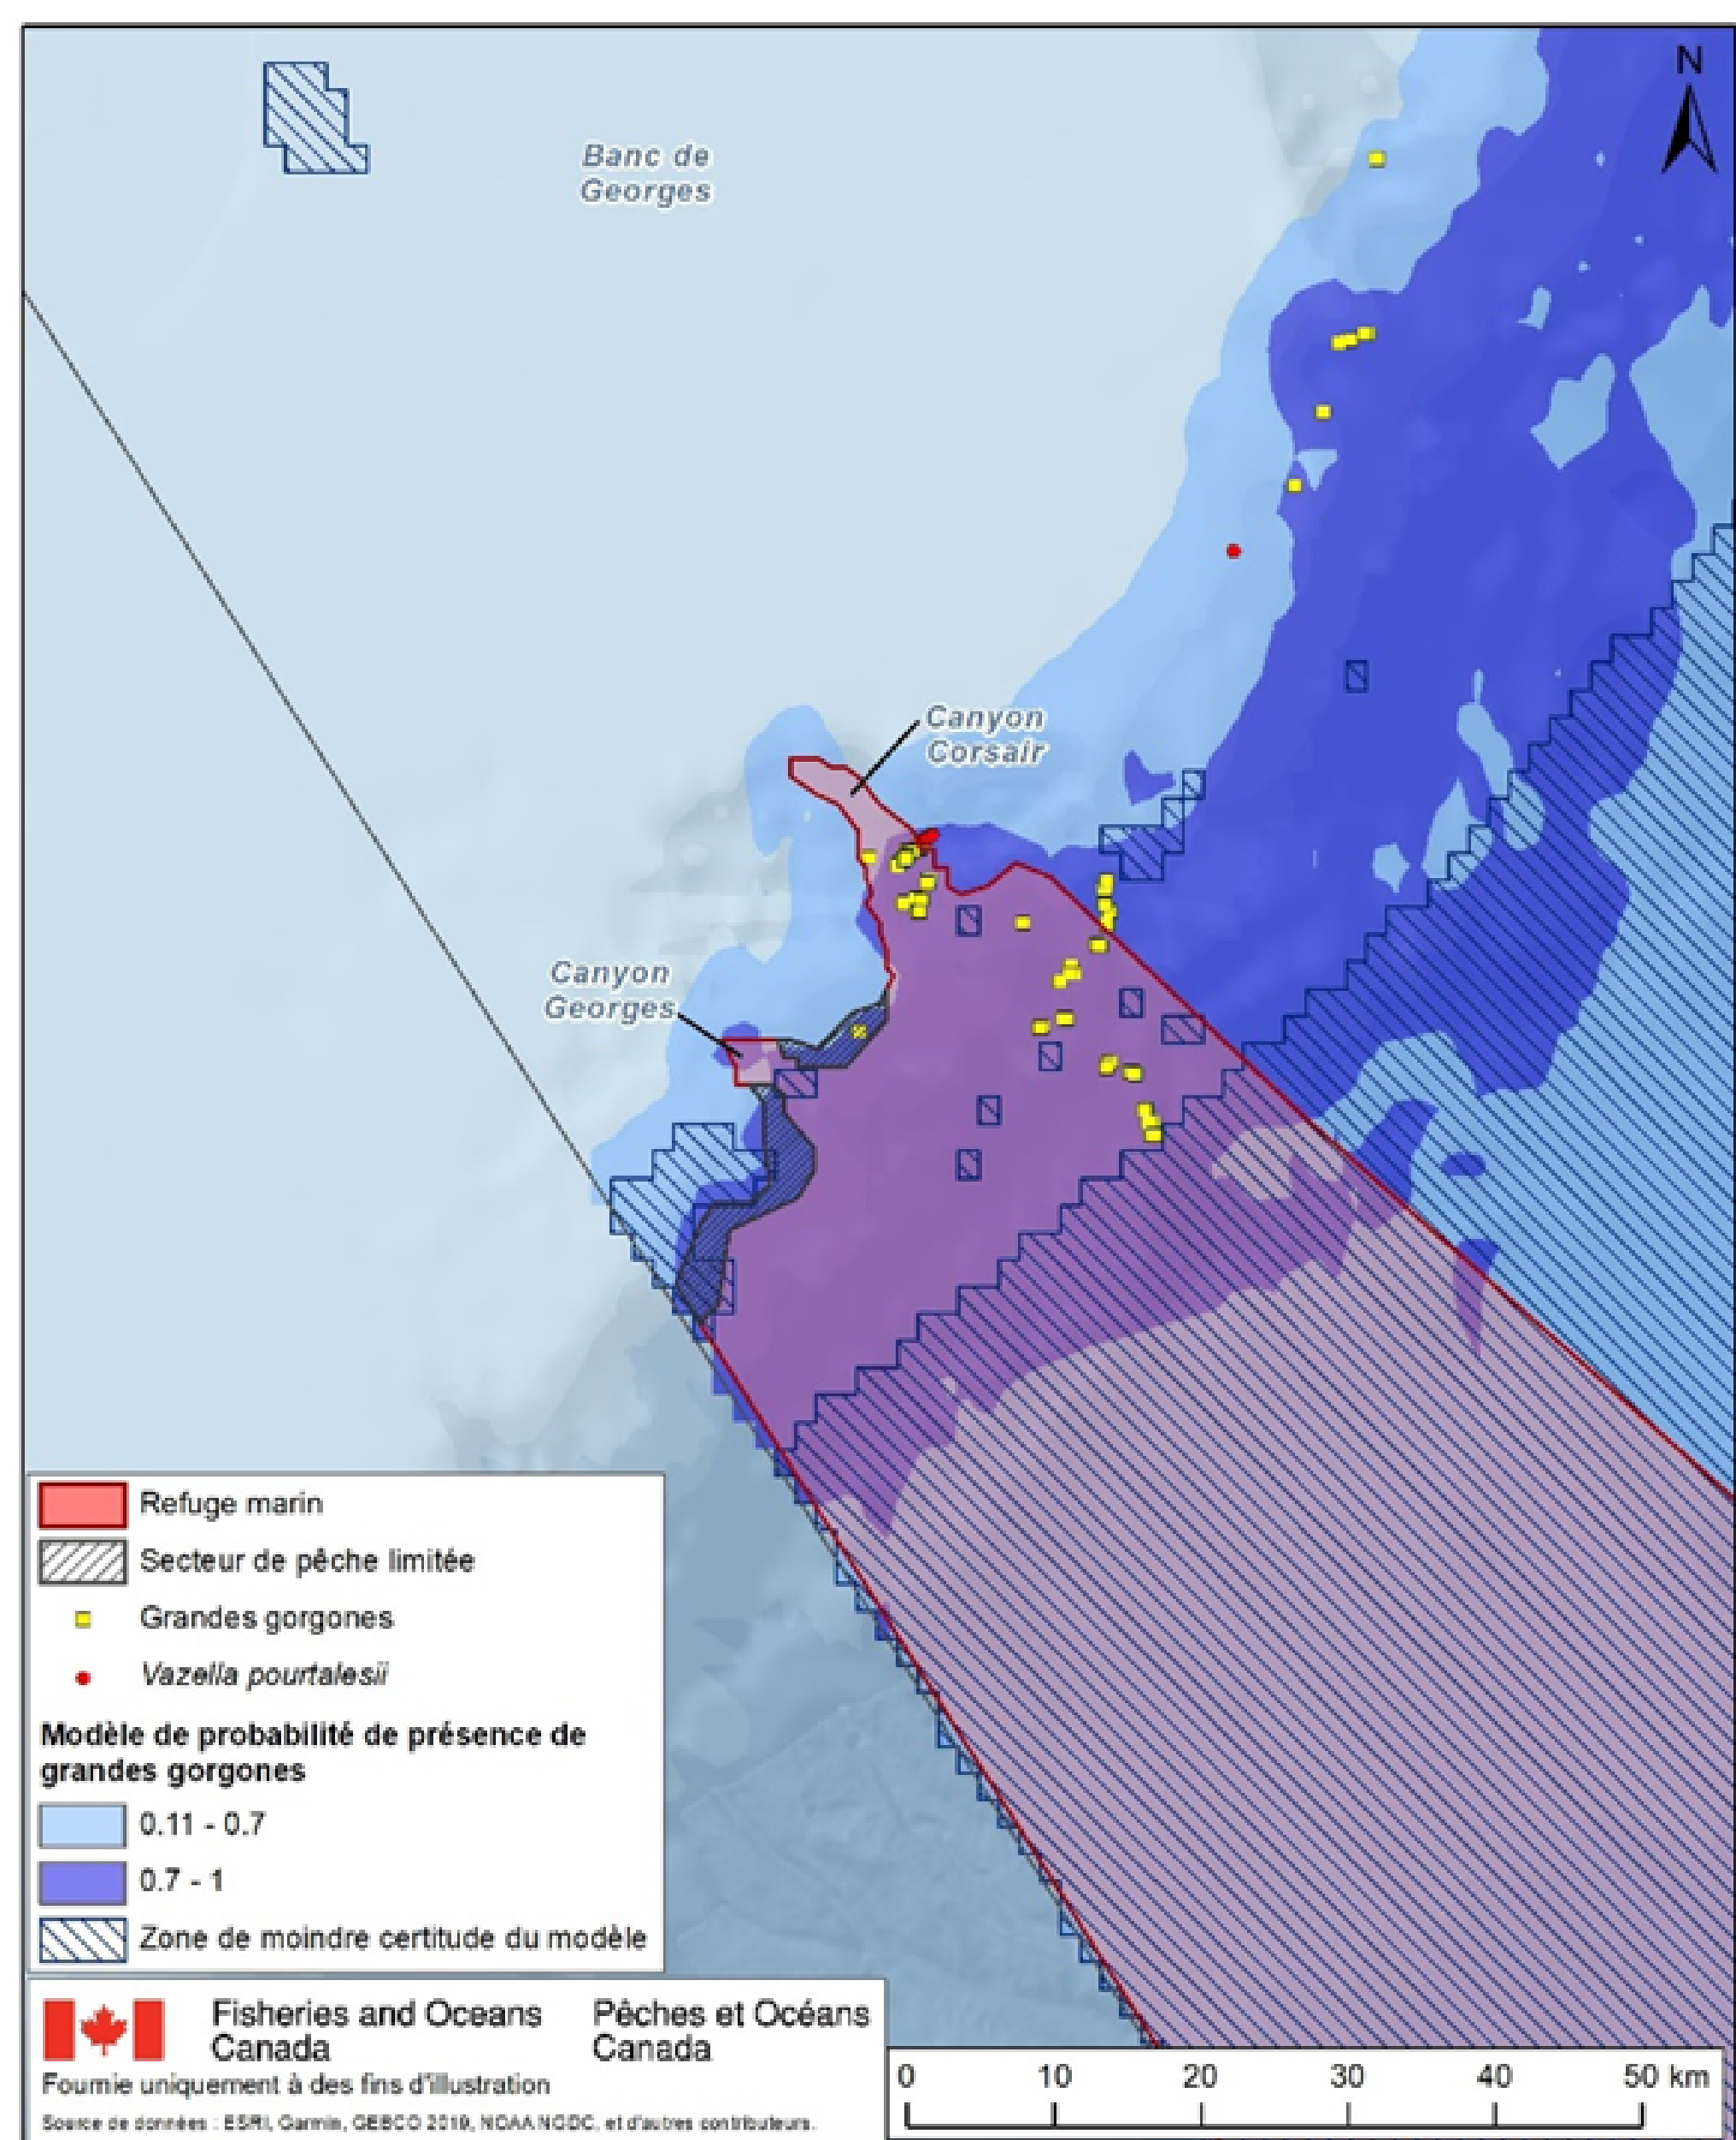 N
Banc de
Georges
Canyon
Corsair
Canyon
Georges
Refuge marin
Secteur de pêche limitée
Grandes gorgones
Vazella pourtalesii
Modèle de probabilité de présence de
grandes gorgones
0.11 - 0.7
0.7 - 1
Zone de moindre certitude du modèle
Fisheries and Oceans
Canada
Pêches et Océans
Canada
Fournie uniquement à des fins d'illustration
Source de données : ESRI, Garmin, GEBCO 2019, NOAA NGDC, et d'autres contributeurs.
0 10 20 30 40 50 km